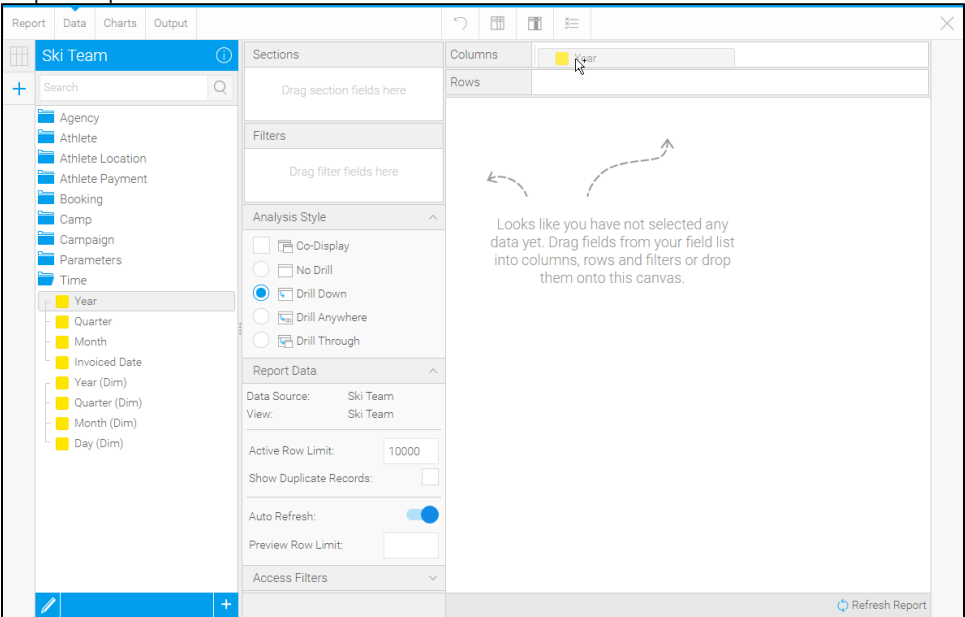 Report Data Charts Output
Ski Team
Search
Agency
Athlete
Athlete Location
Athlete Payment
Booking
Camp
Campaign
Parameters
Time
Year
Quarter
Month
Invoiced Date
Year (Dim)
Quarter (Dim)
Month (Dim)
Day (Dim)
Sections
Drag section fields here
Filters
Drag filter fields here
Analysis Style
Co-Display
No Drill
Drill Down
Drill Anywhere
Drill Through
Report Data
Data Source: Ski Team
View: Ski Team
Active Row Limit: 10000
Show Duplicate Records:
Auto Refresh:
Preview Row Limit:
Access Filters
Columns Year
Rows
Looks like you have not selected any
data yet. Drag fields from your field list
into columns, rows and filters or drop
them onto this canvas.
Refresh Report